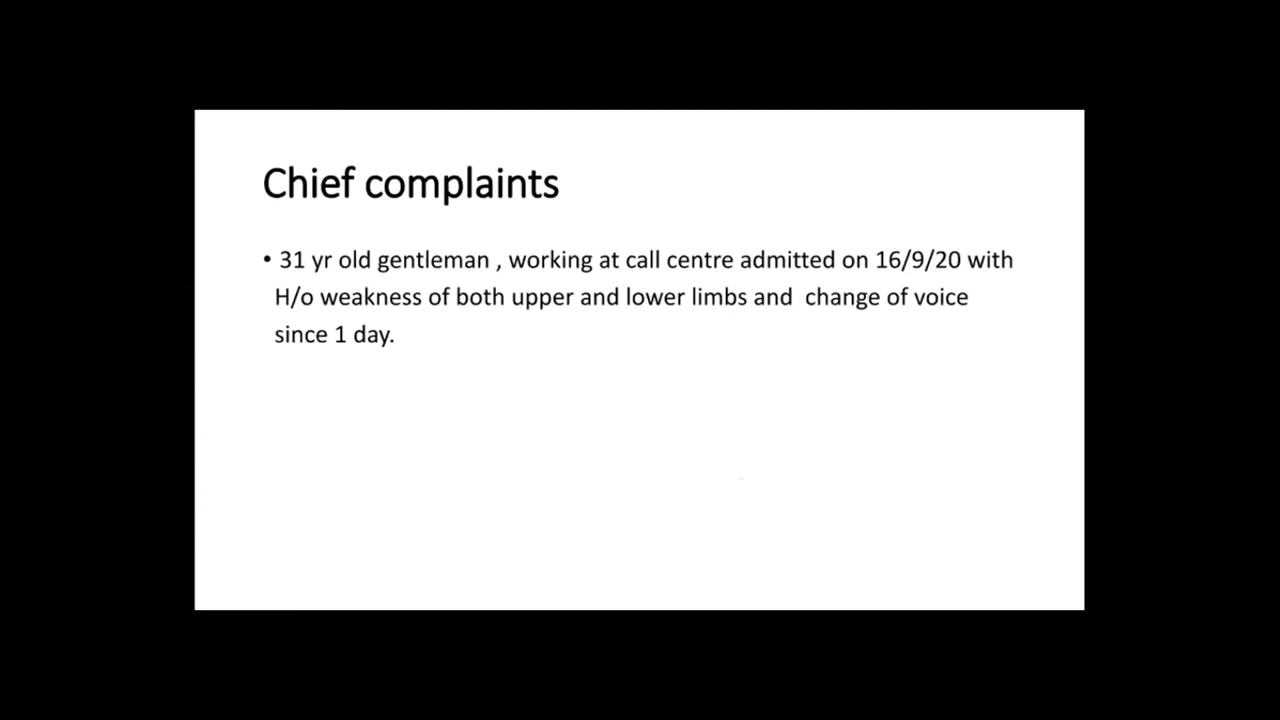 Chief complaints
• 31 yr old gentleman , working at call centre admitted on 16/9/20 with
H/o weakness of both upper and lower limbs and  change of voice
since 1 day.